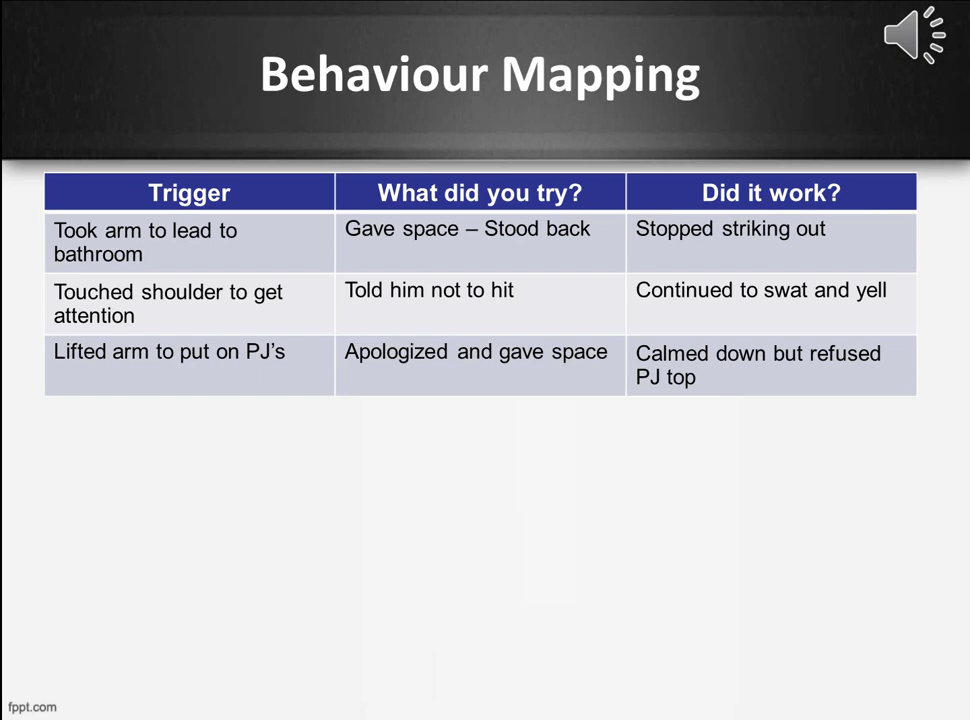 Behaviour Mapping
Trigger
What did you try?
Did it work?
Took arm to lead to
bathroom
Gave space – Stood back
Stopped striking out
Touched shoulder to get
attention
Told him not to hit
Continued to swat and yell
Lifted arm to put on PJ’s
Apologized and gave space
Calmed down but refused
PJ top
fppt.com